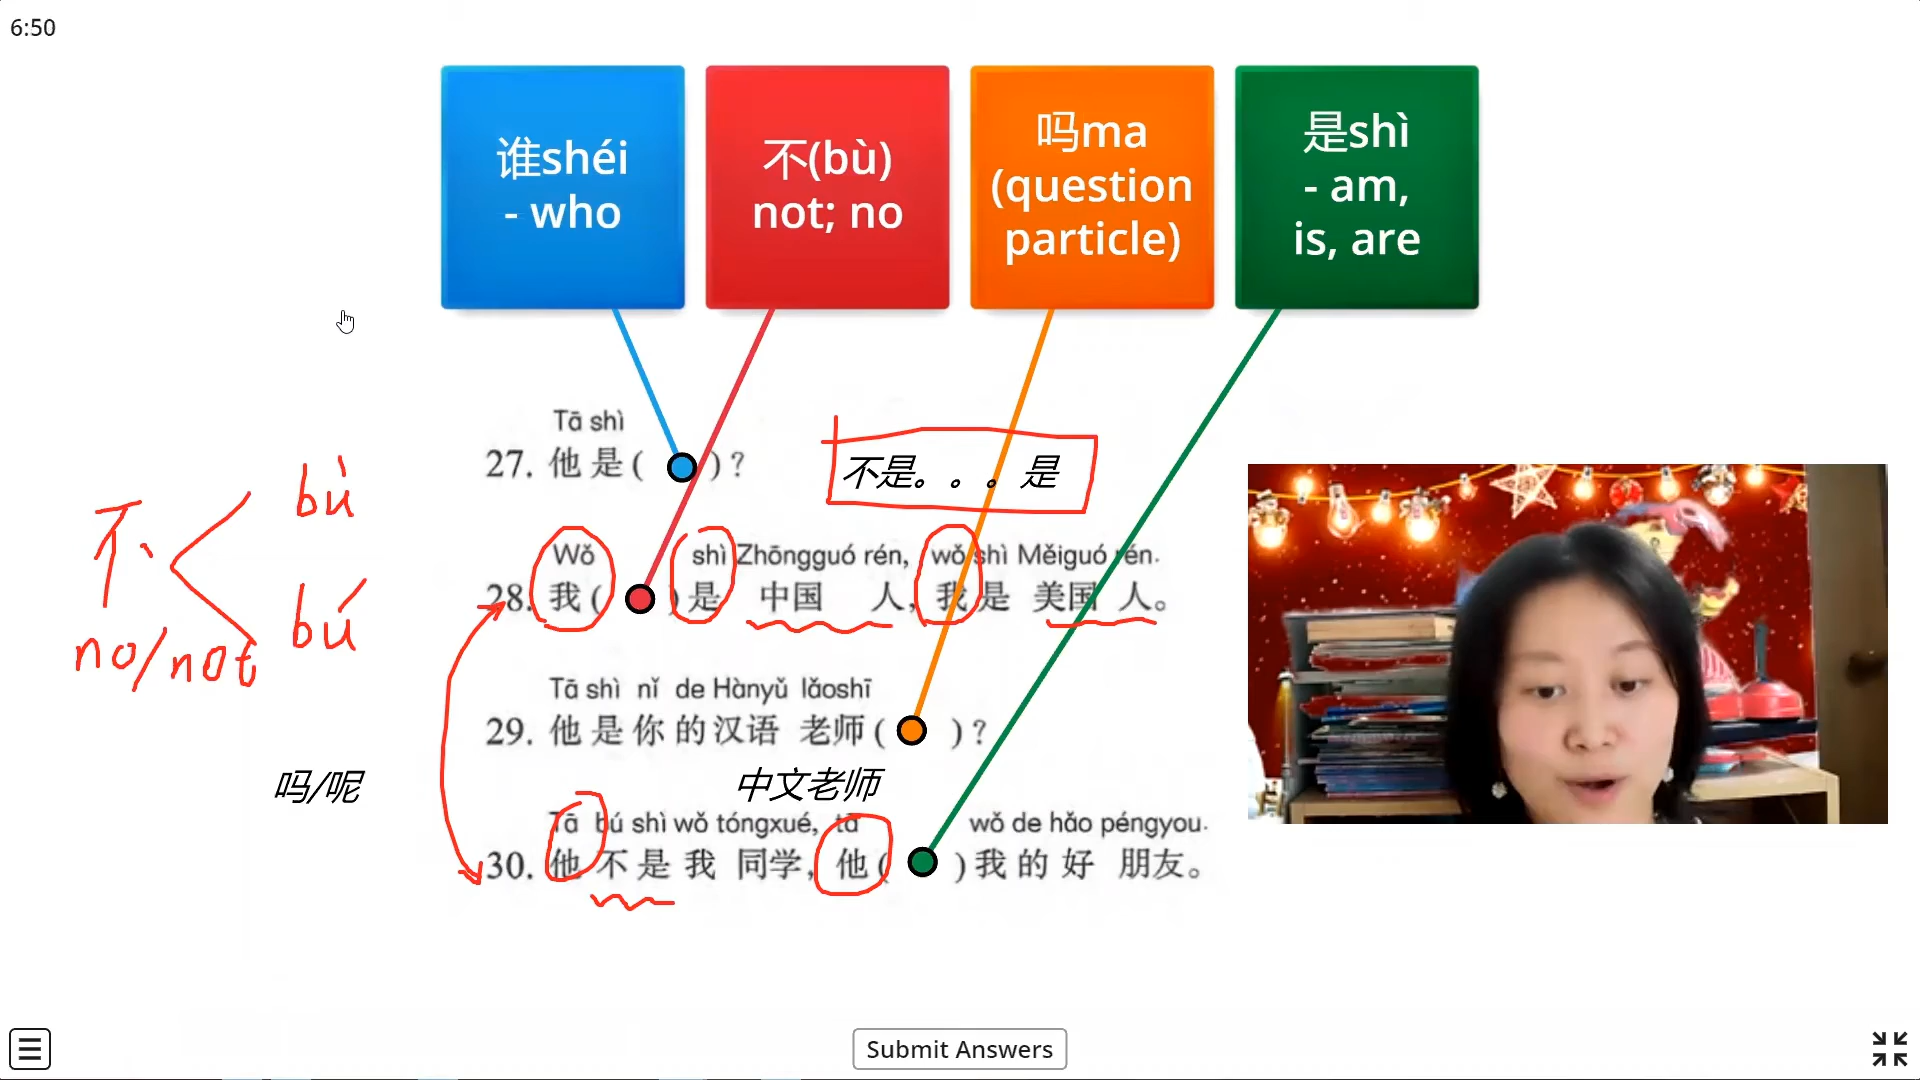 6:50
谁shéi
- who
不(bù)
not; no
吗ma
(question
particle)
是shì
- am,
is, are
Tā shì
27. 他 是 ( )?
不是。。。是
bù
不
bú
no/not
Wǒ shì Zhōngguó rén, wǒ shì Měiguó rén.
28. 我 ( ) 是 中国 人, 我 是 美国 人。
Tā shì nǐ de Hànyǔ lǎoshī
29. 他 是 你 的 汉语 老师 ( )?
吗/呢
中文老师
Tā bú shì wǒ tóngxué, tā wǒ de hǎo péngyou.
30. 他 不 是 我 同学, 他 ( ) 我 的 好 朋友。
Submit Answers